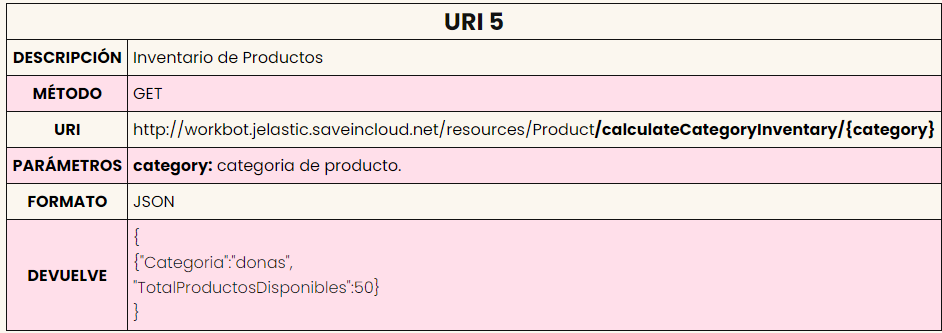 URI 5
DESCRIPCIÓN Inventario de Productos
MÉTODO GET
URI http://workbot.jelastic.saveincloud.net/resources/Product/calculateCategoryInventary/{category}
PARÁMETROS category: categoria de producto.
FORMATO JSON
DEVUELVE
{
{"Categoria":"donas",
"TotalProductosDisponibles":50}
}